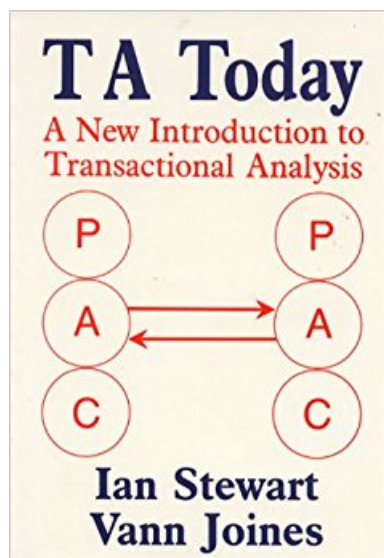 TA Today
A New Introduction to
Transactional Analysis
P P
A A
C C
Ian Stewart
Vann Joines